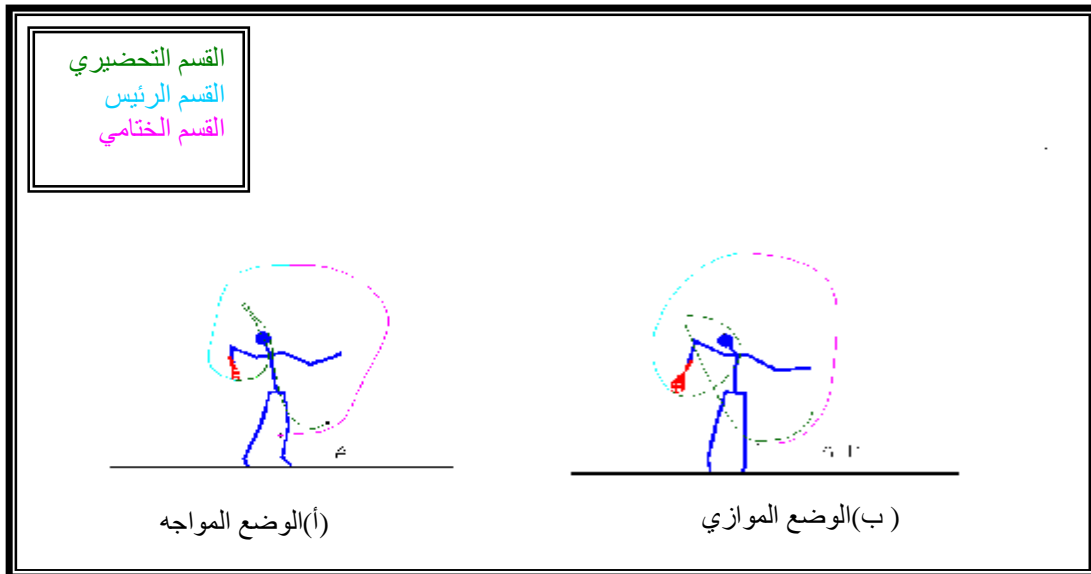 القسم التحضيري
القسم الرئيس
القسم الختامي
(أ)الوضع المواجه
( ب)الوضع الموازي